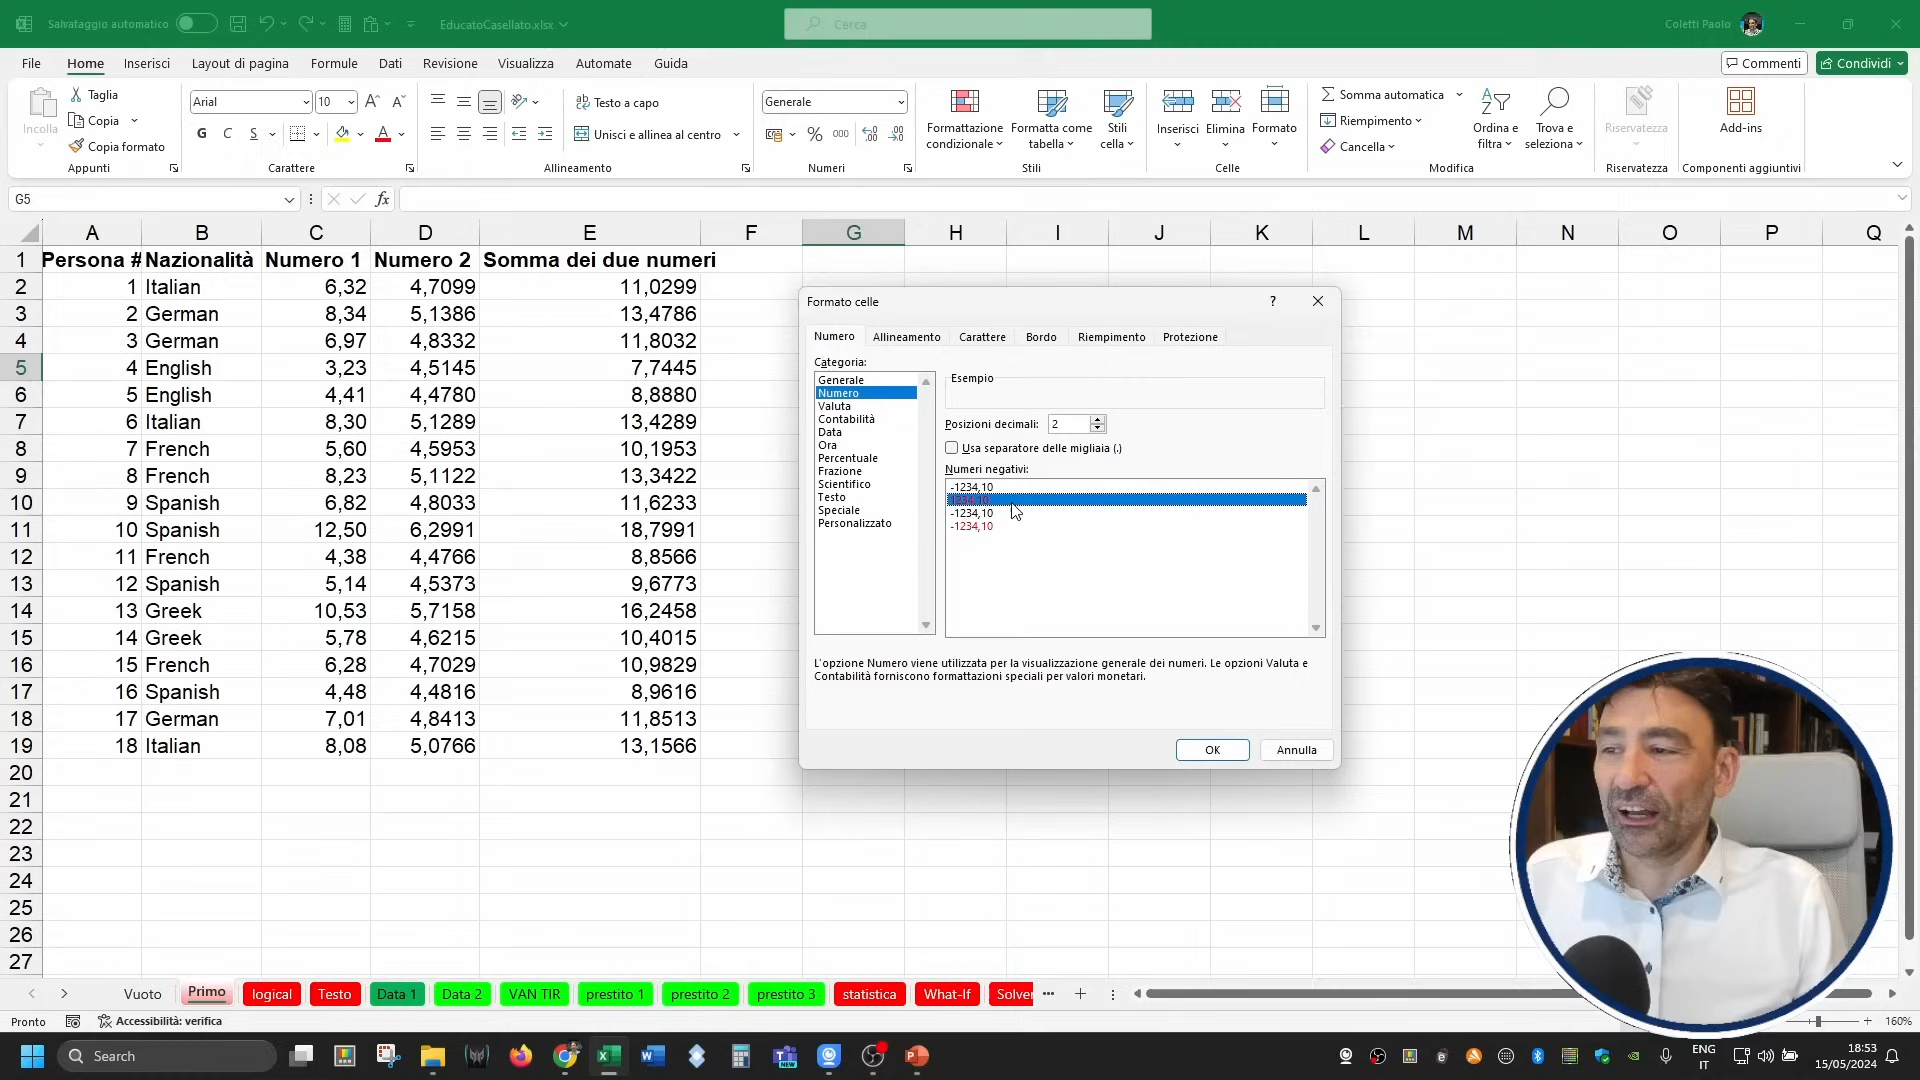 Salvataggio automatico
EducatoCasellato.xlsx
Cerca
Coletti Paolo
File Home Inserisci Layout di pagina Formule Dati Revisione Visualizza Automate Guida
Commenti Condividi
Incolla
Taglia
Copia
Copia formato
Appunti
Arial 10
G C S
Carattere
Testo a capo
Unisci e allinea al centro
Allineamento
Generale
% 000
Numeri
Formattazione condizionale
Formatta come tabella
Stili cella
Stili
Inserisci Elimina Formato
Celle
Somma automatica
Riempimento
Cancella
Ordina e filtra
Trova e seleziona
Modifica
Riservatezza
Riservatezza
Add-ins
Componenti aggiuntivi
G5
fx
A B C D E F G H I J K L M N O P Q
1 Persona # Nazionalità Numero 1 Numero 2 Somma dei due numeri
2 1 Italian 6,32 4,7099 11,0299
3 2 German 8,34 5,1386 13,4786
4 3 German 6,97 4,8332 11,8032
5 4 English 3,23 4,5145 7,7445
6 5 English 4,41 4,4780 8,8880
7 6 Italian 8,30 5,1289 13,4289
8 7 French 5,60 4,5953 10,1953
9 8 French 8,23 5,1122 13,3422
10 9 Spanish 6,82 4,8033 11,6233
11 10 Spanish 12,50 6,2991 18,7991
12 11 French 4,38 4,4766 8,8566
13 12 Spanish 5,14 4,5373 9,6773
14 13 Greek 10,53 5,7158 16,2458
15 14 Greek 5,78 4,6215 10,4015
16 15 French 6,28 4,7029 10,9829
17 16 Spanish 4,48 4,4816 8,9616
18 17 German 7,01 4,8413 11,8513
19 18 Italian 8,08 5,0766 13,1566
20
21
22
23
24
25
26
27
Formato celle
?
Numero Allineamento Carattere Bordo Riempimento Protezione
Categoria:
Generale
Numero
Valuta
Contabilità
Data
Ora
Percentuale
Frazione
Scientifico
Testo
Speciale
Personalizzato
Esempio
Posizioni decimali: 2
Usa separatore delle migliaia (.)
Numeri negativi:
-1234,10
1234,10
-1234,10
-1234,10
L'opzione Numero viene utilizzata per la visualizzazione generale dei numeri. Le opzioni Valuta e
Contabilità forniscono formattazioni speciali per valori monetari.
OK Annulla
Vuoto Primo logical Testo Data 1 Data 2 VAN TIR prestito 1 prestito 2 prestito 3 statistica What-If Solver
Pronto Accessibilità: verifica
160%
Search
ENG
IT
18:53
15/05/2024